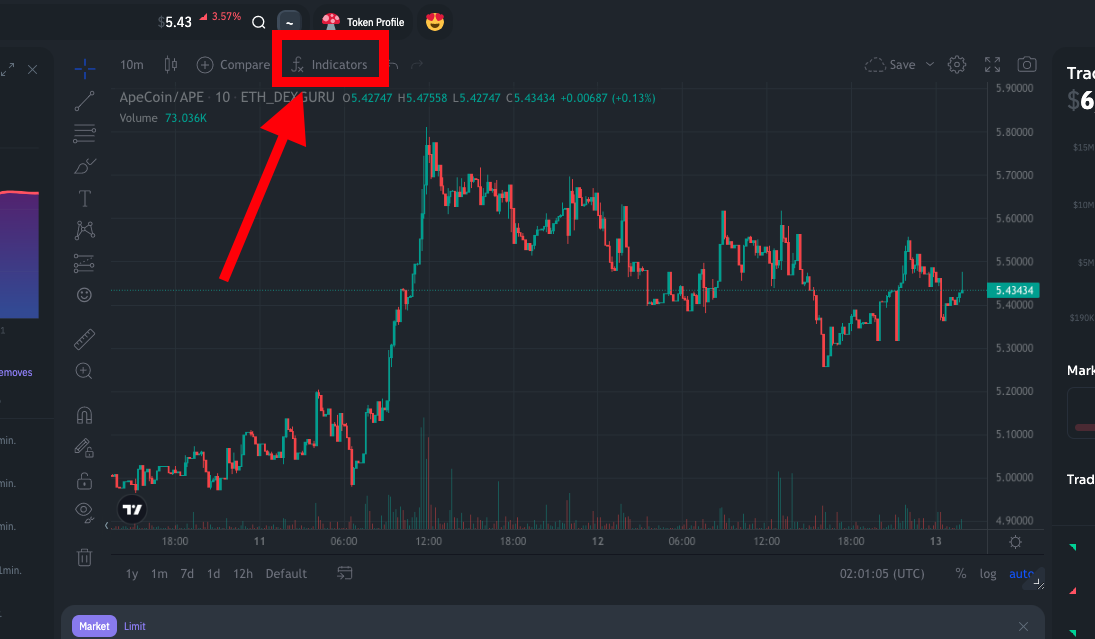 $5.43 3.57% ~ Token Profile
10m Compare Indicators Save
ApeCoin/APE · 10 · ETH_DEXGURU O5.42747 H5.47558 L5.42747 C5.43434 +0.00687 (+0.13%)
Volume 73.036K
5.90000
5.80000
5.70000
5.60000
5.50000
5.43434
5.40000
5.30000
5.20000
5.10000
5.00000
4.90000
18:00 11 06:00 12:00 18:00 12 06:00 12:00 18:00 13
1y 1m 7d 1d 12h Default 02:01:05 (UTC) % log auto
Market Limit
1
emoves
min.
min.
min.
1min.
Trad
$6
$15M
$10M
$5M
$190K
Mark
Trad